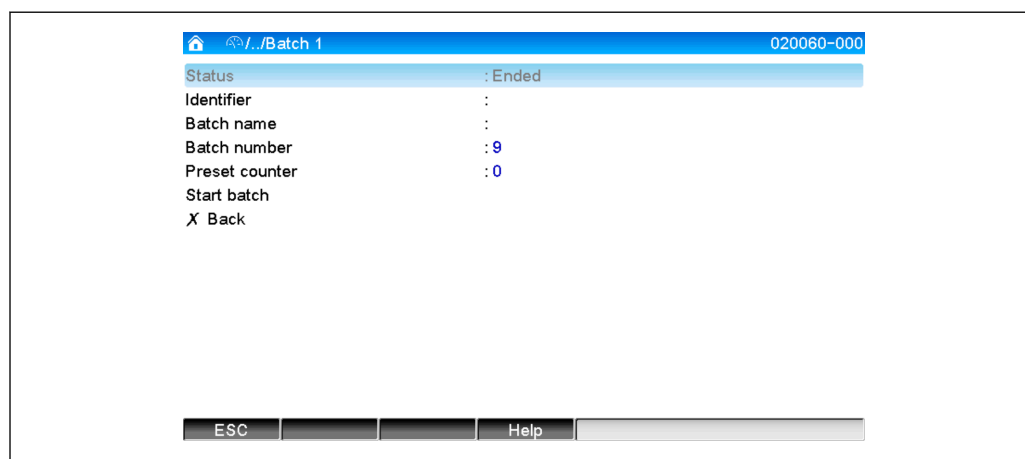 /../Batch 1 020060-000
Status : Ended
Identifier :
Batch name :
Batch number : 9
Preset counter : 0
Start batch
X Back
ESC Help